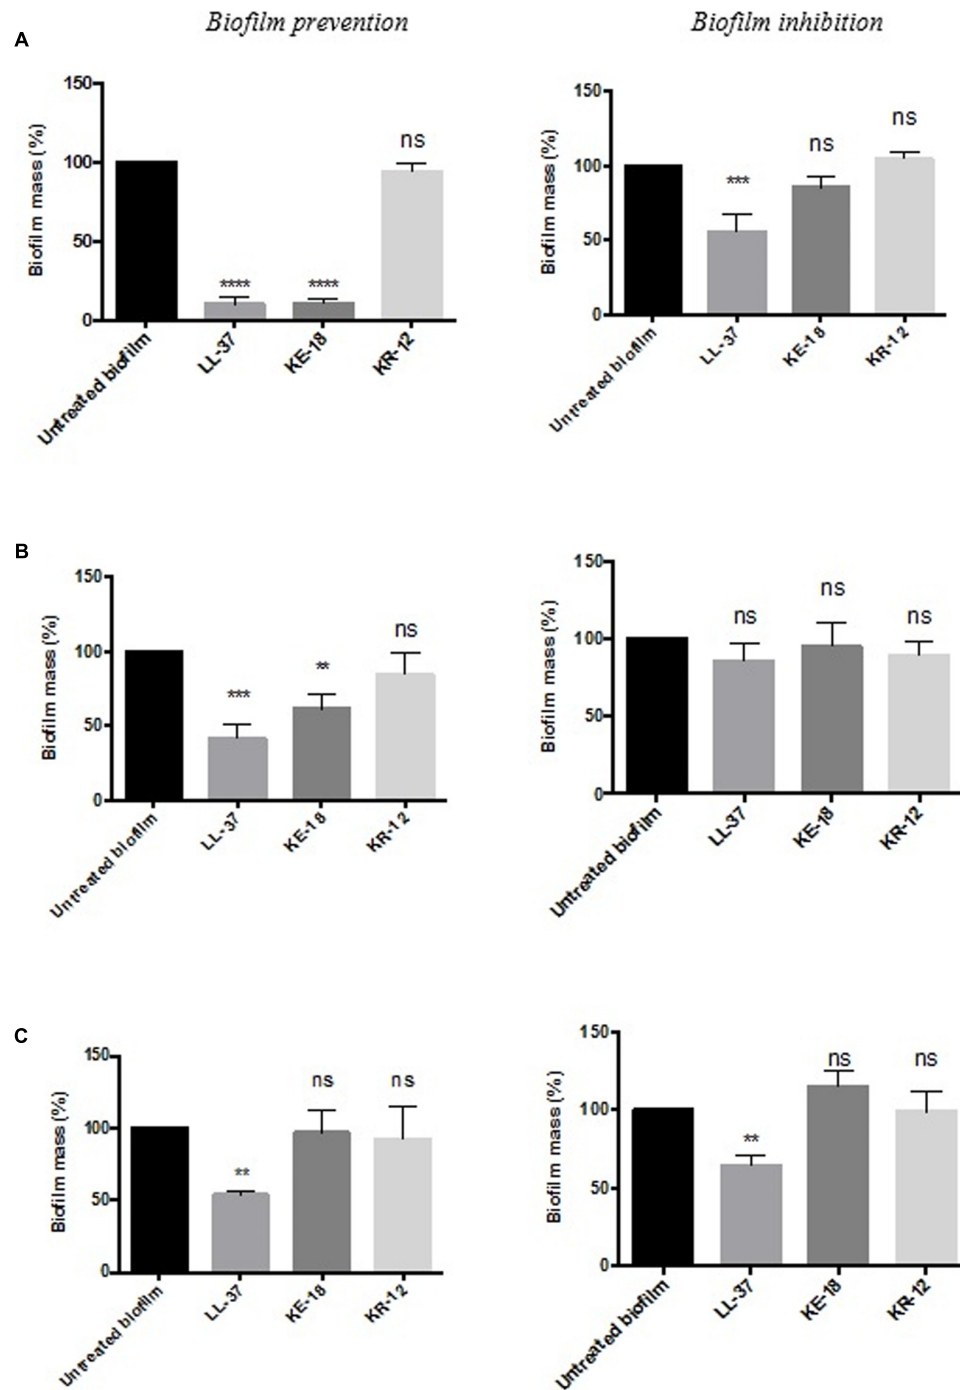 Biofilm prevention
Biofilm inhibition
A
Biofilm mass (%)
150
100
50
0
****
****
ns
Untreated biofilm
LL-37
KE-18
KR-12
Biofilm mass (%)
150
100
50
0
***
ns
ns
Untreated biofilm
LL-37
KE-18
KR-12
B
Biofilm mass (%)
150
100
50
0
***
**
ns
Untreated biofilm
LL-37
KE-18
KR-12
Biofilm mass (%)
150
100
50
0
ns
ns
ns
Untreated biofilm
LL-37
KE-18
KR-12
C
Biofilm mass (%)
150
100
50
0
**
ns
ns
Untreated biofilm
LL-37
KE-18
KR-12
Biofilm mass (%)
150
100
50
0
**
ns
ns
Untreated biofilm
LL-37
KE-18
KR-12